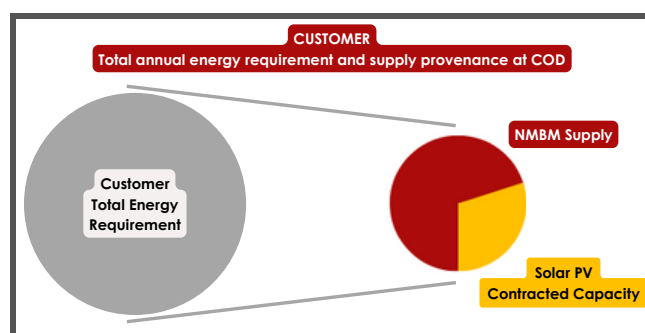 CUSTOMER
Total annual energy requirement and supply provenance at COD
NMBM Supply
Customer
Total Energy
Requirement
Solar PV
Contracted Capacity